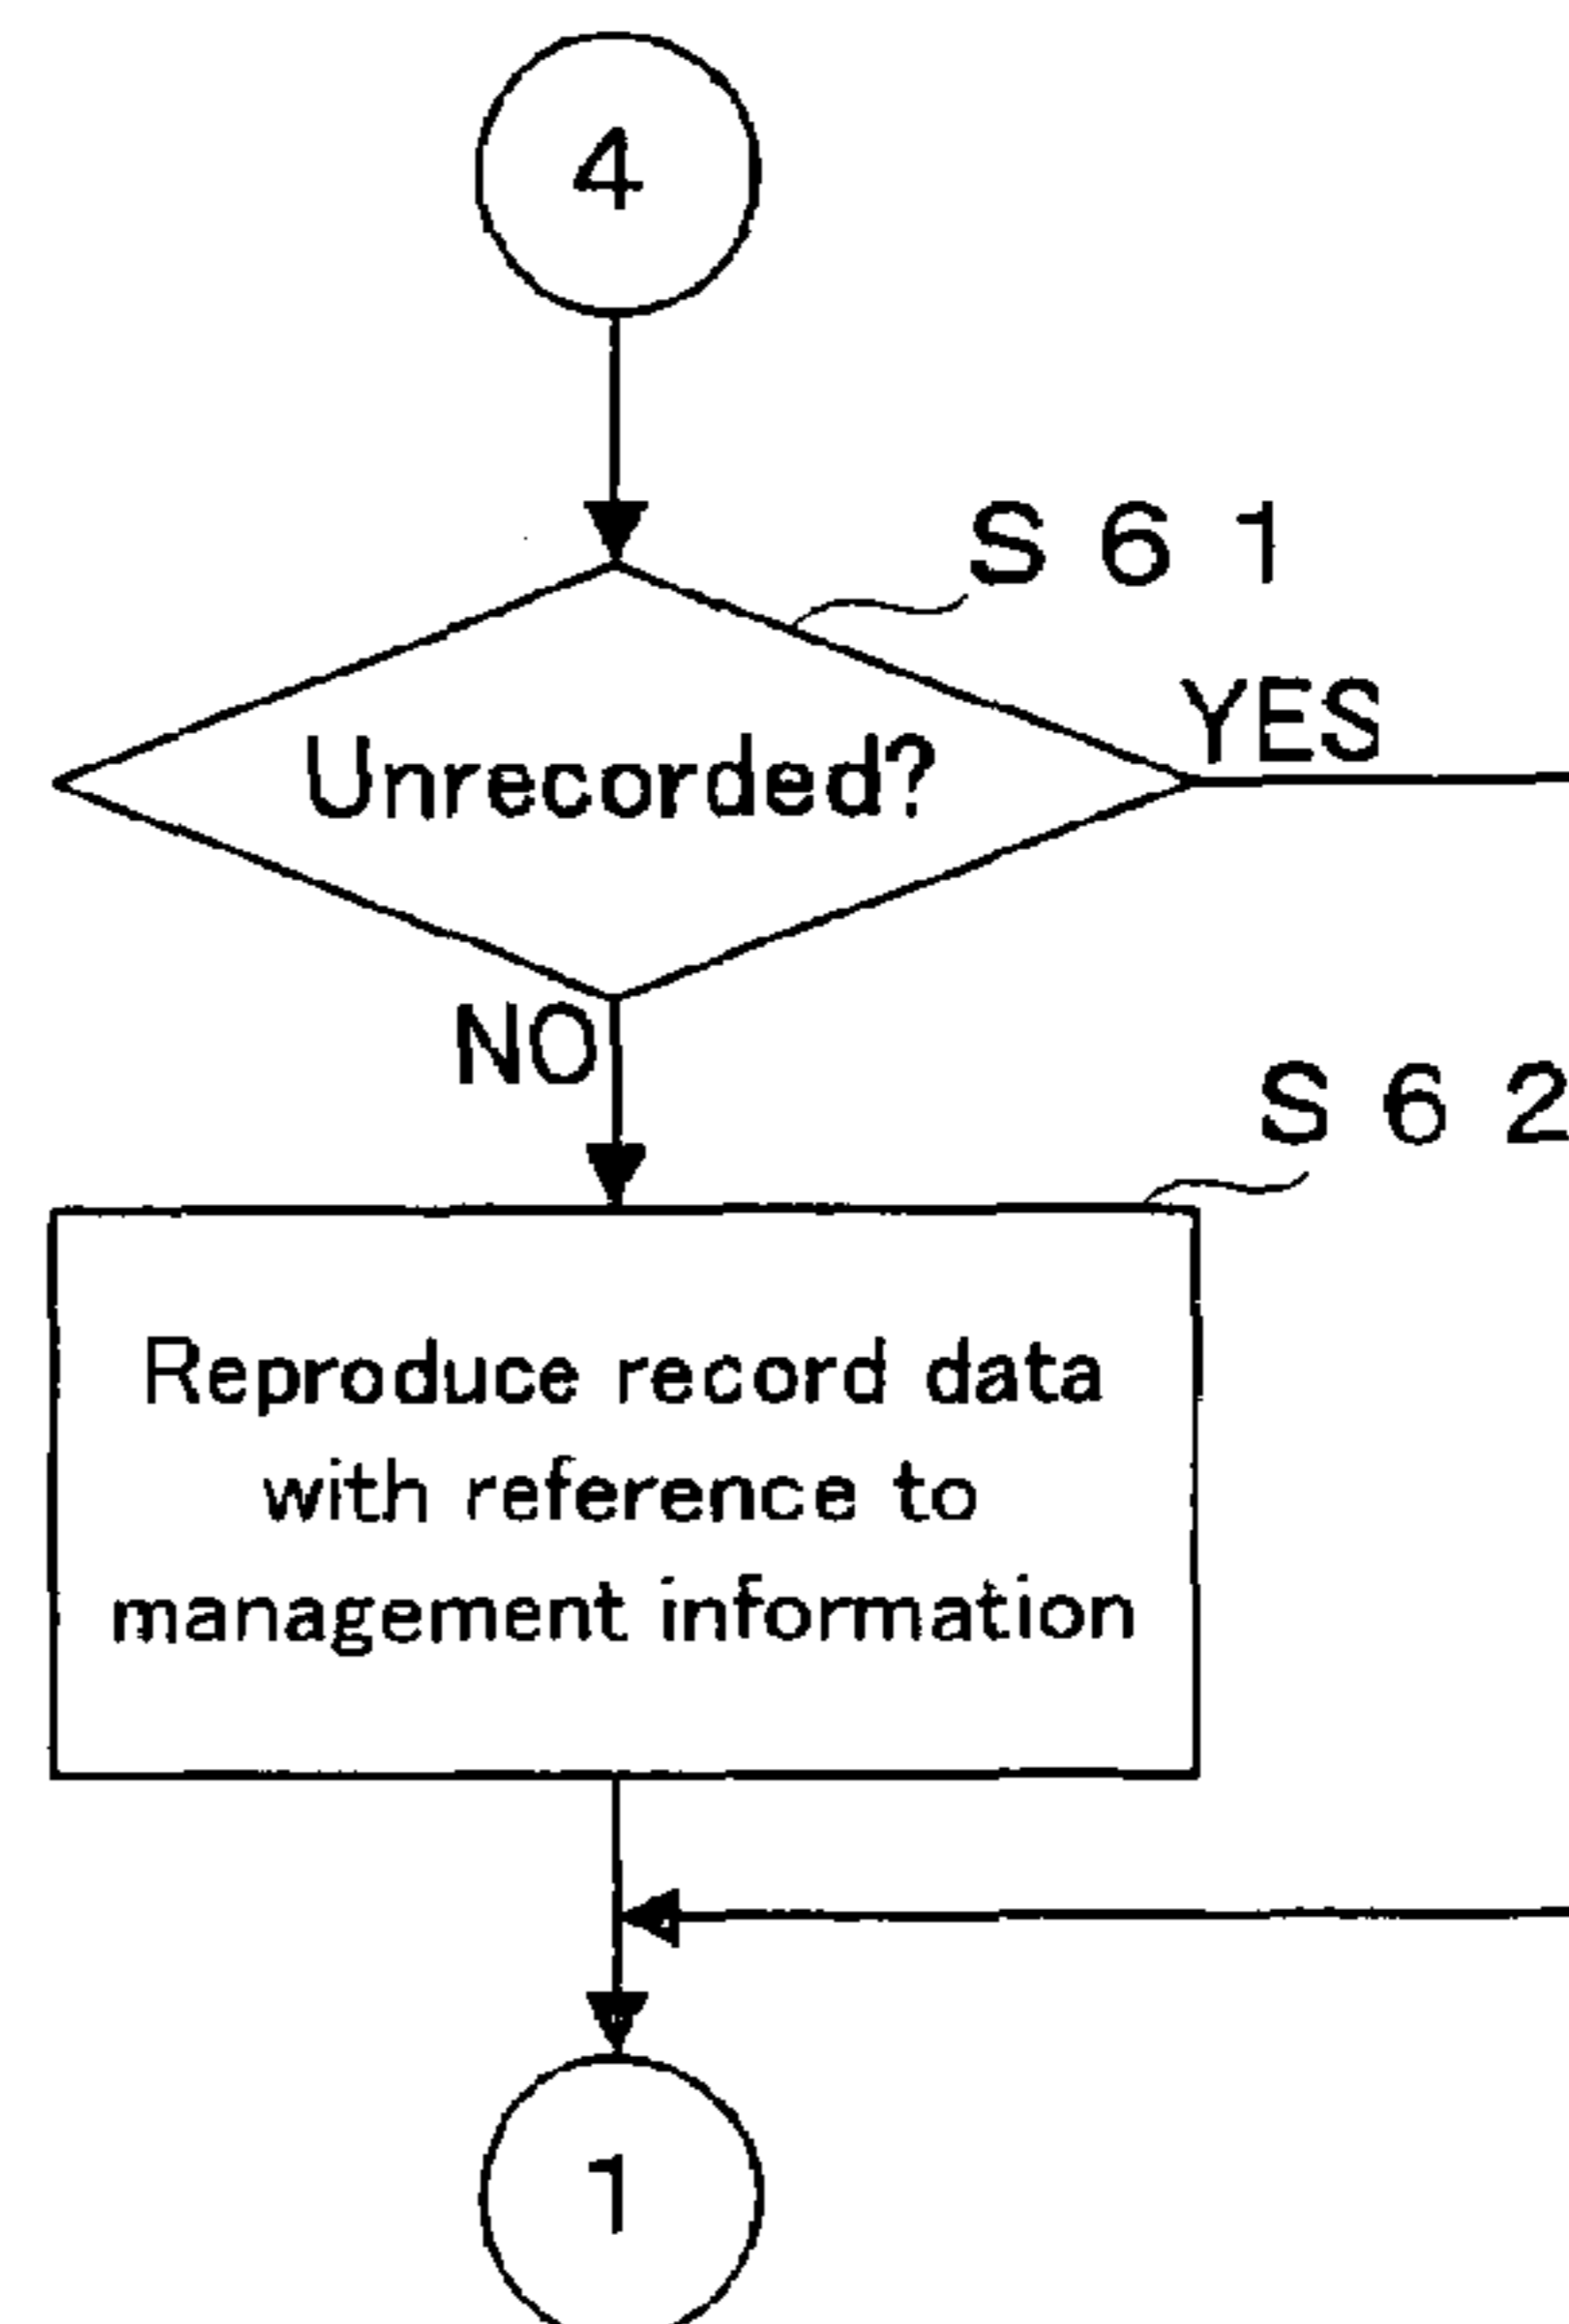 4
S 6 1
YES
Unrecorded?
NO
S 6 2
Reproduce record data
with reference to
management information
1